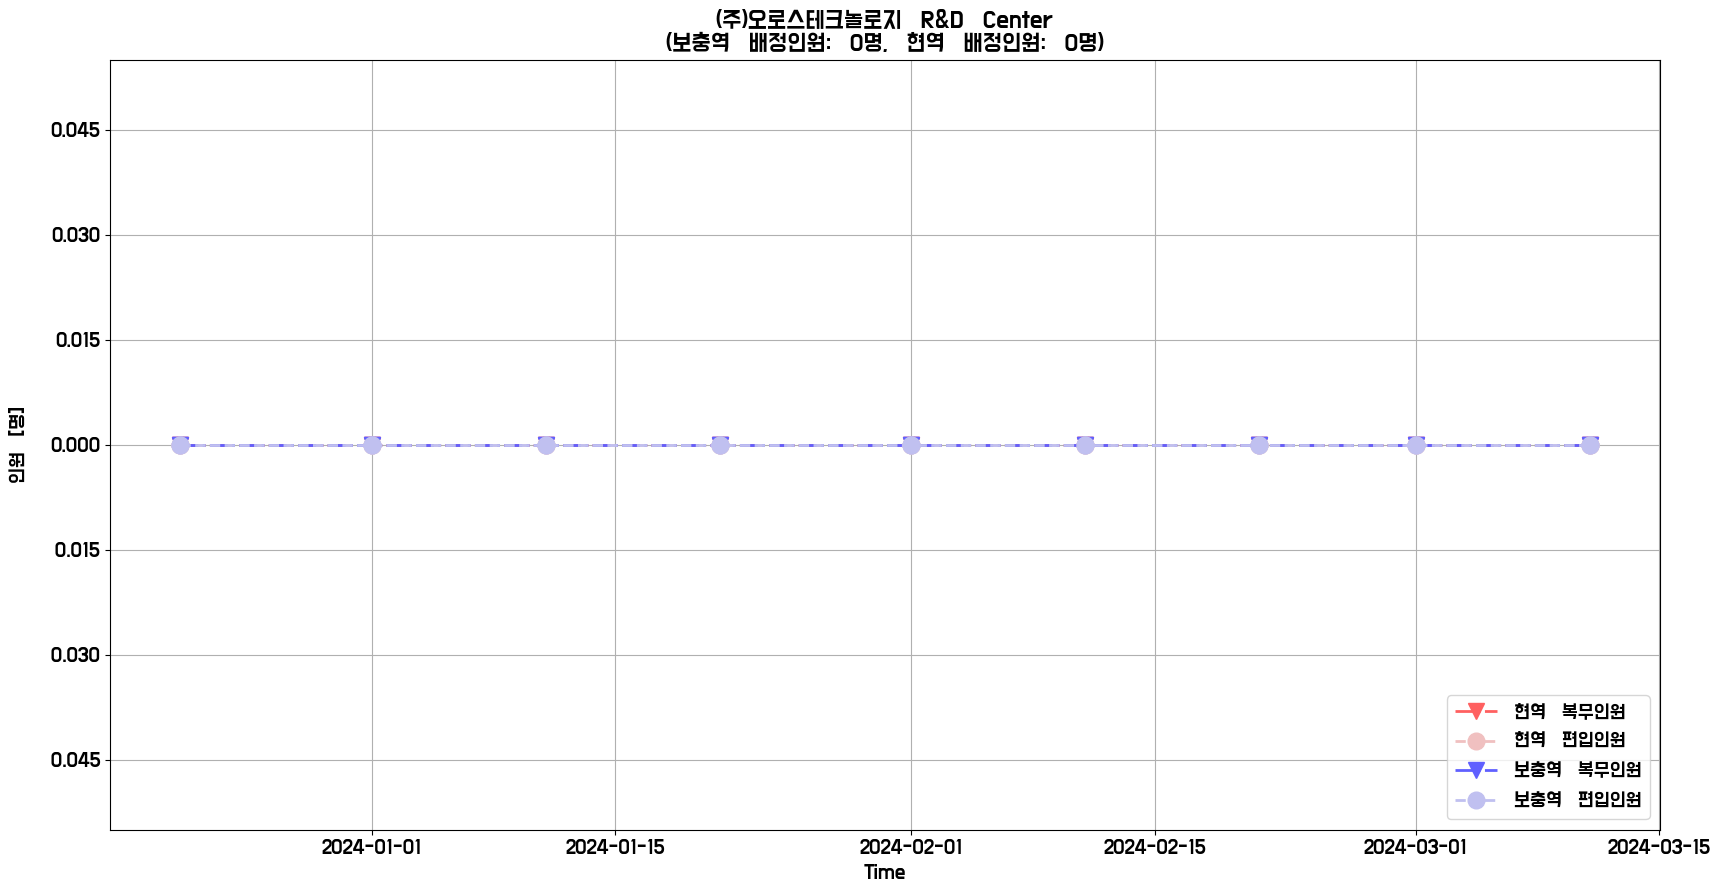 (주)오로스테크놀로지 R&D Center
(보충역 배정인원: 0명, 현역 배정인원: 0명)
0.045
0.030
0.015
0.000
0.015
0.030
0.045
인원 [명]
현역 복무인원
현역 편입인원
보충역 복무인원
보충역 편입인원
2024-01-01 2024-01-15 2024-02-01 2024-02-15 2024-03-01 2024-03-15
Time